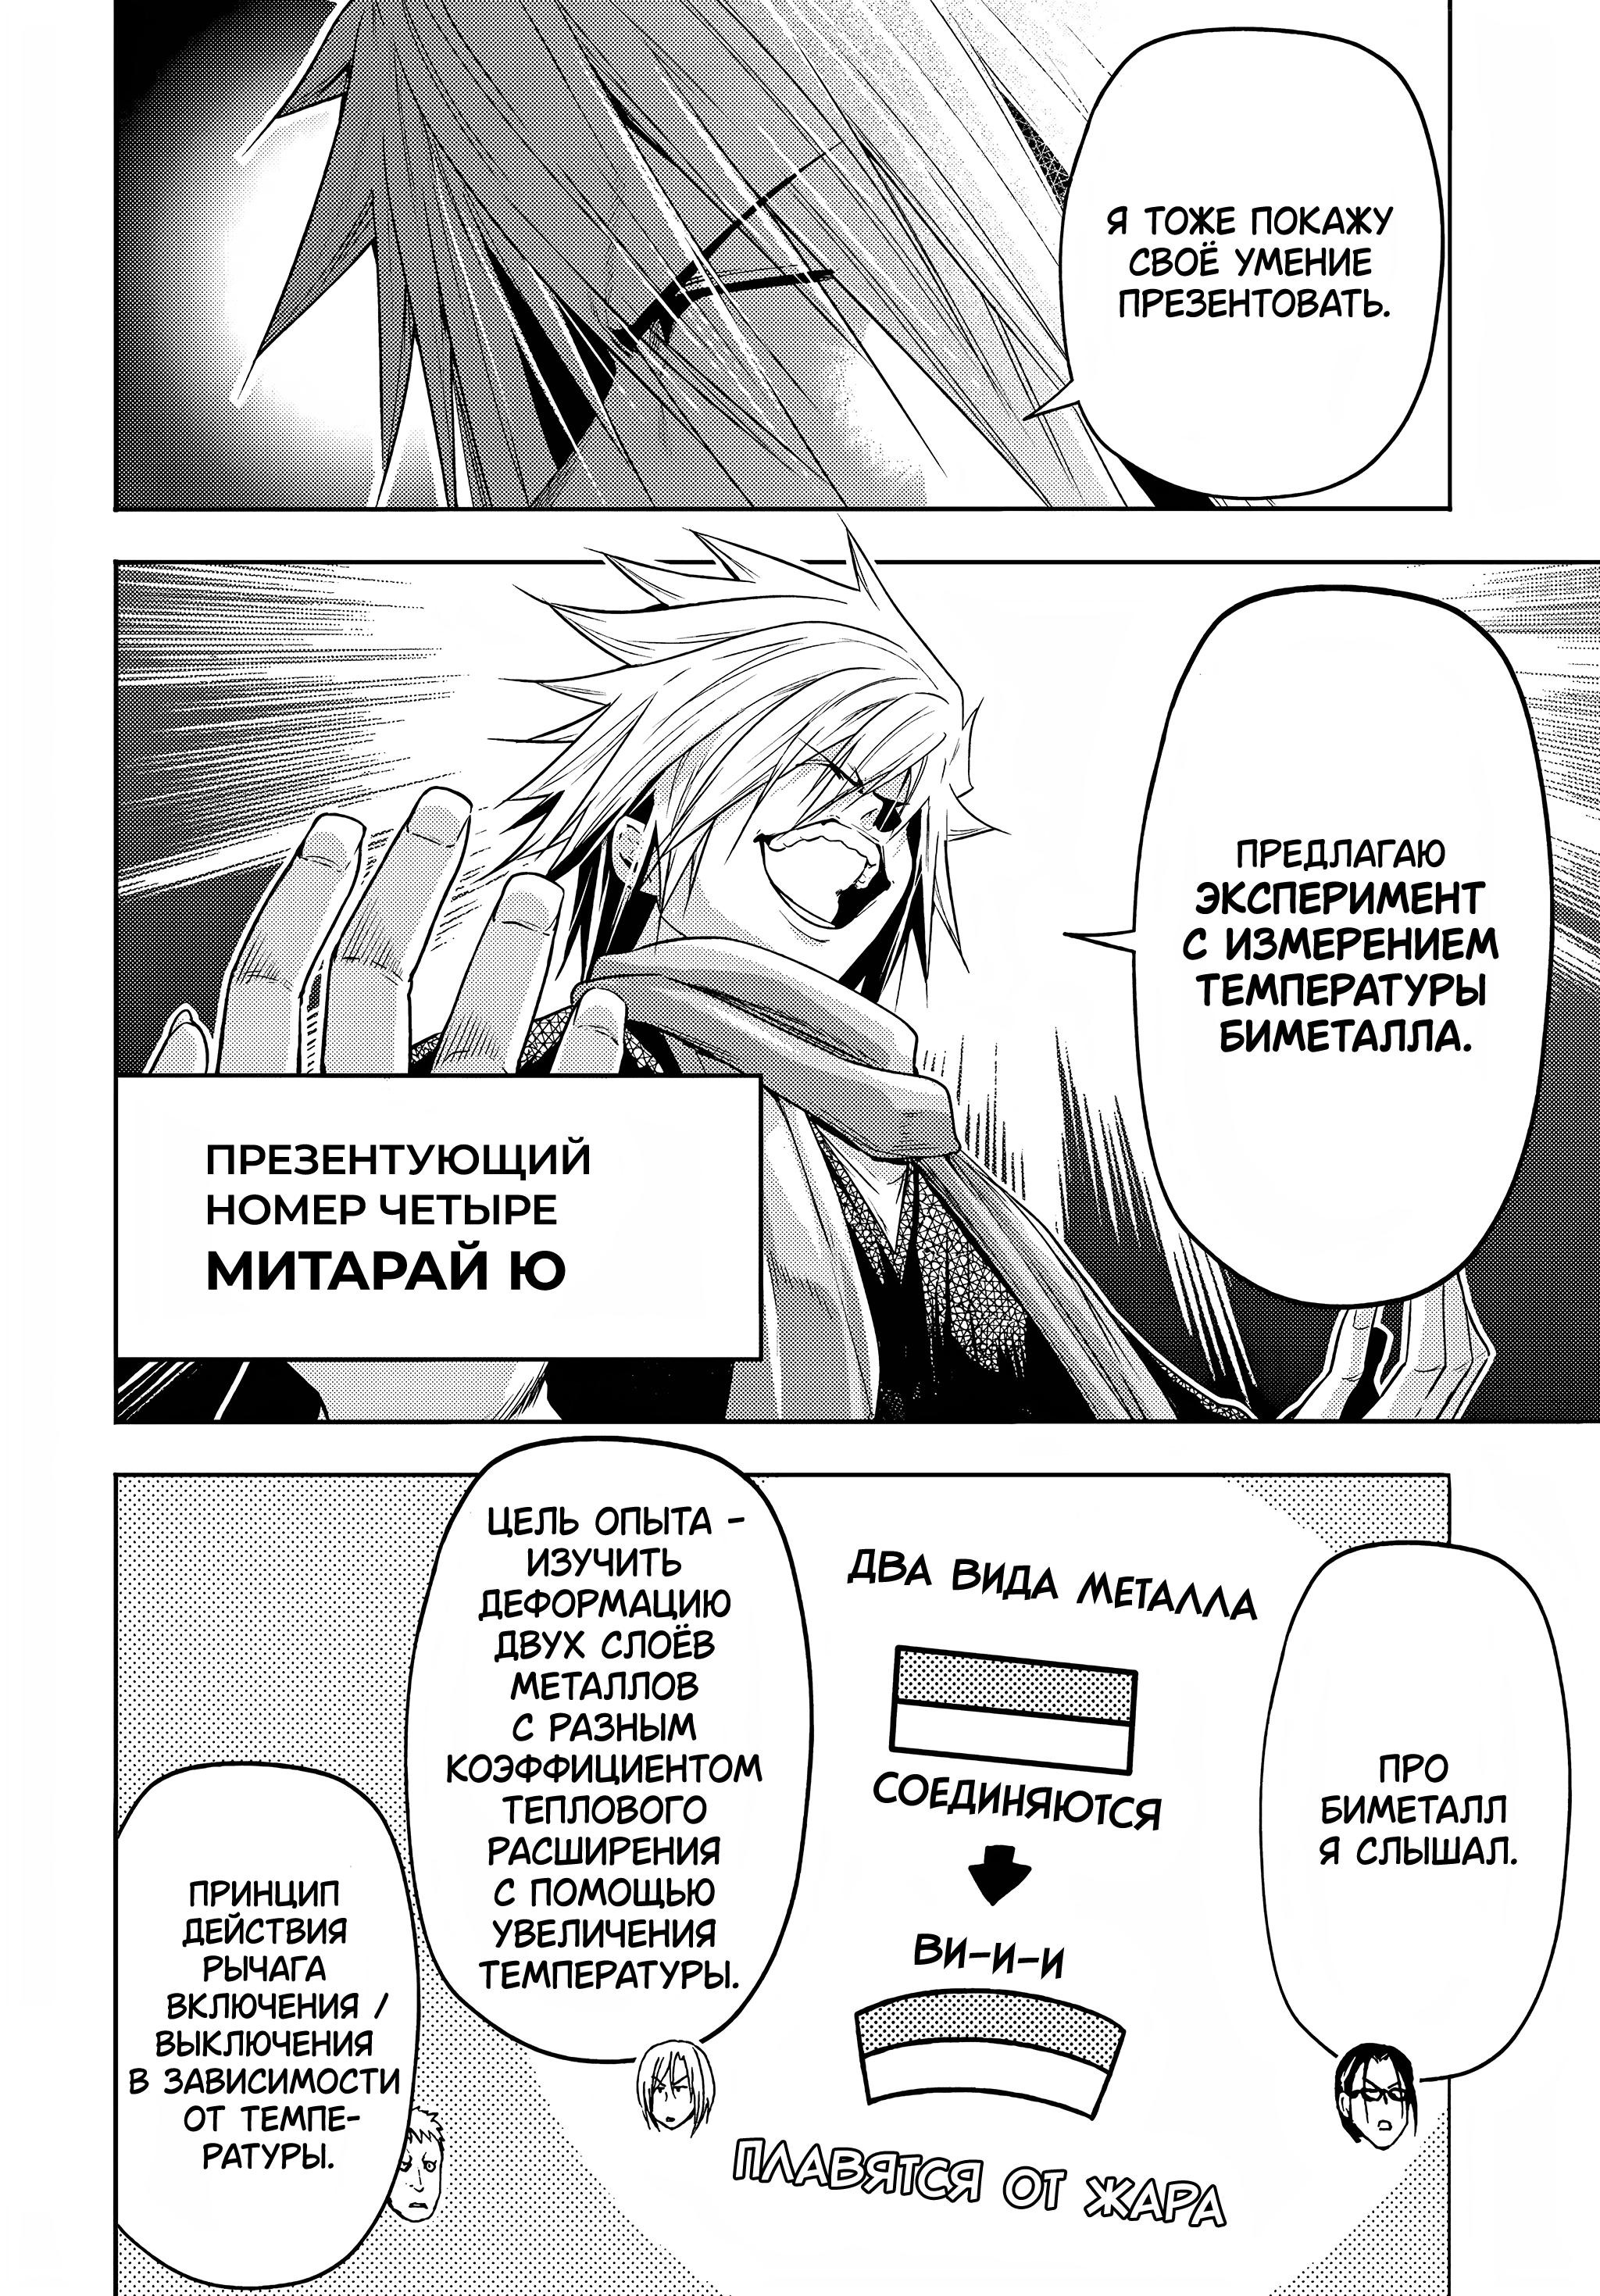 Я ТОЖЕ ПОКАЖУ
СВОЁ УМЕНИЕ
ПРЕЗЕНТОВАТЬ.
ПРЕДЛАГАЮ
ЭКСПЕРИМЕНТ
С ИЗМЕРЕНИЕМ
ТЕМПЕРАТУРЫ
БИМЕТАЛЛА.
ПРЕЗЕНТУЮЩИЙ
НОМЕР ЧЕТЫРЕ
МИТАРАЙ Ю
ПРО
БИМЕТАЛЛ
Я СЛЫШАЛ.
ДВА ВИДА МЕТАЛЛА
СОЕДИНЯЮТСЯ
ВИ-И-И
ПЛАВЯТСЯ ОТ ЖАРА
ЦЕЛЬ ОПЫТА -
ИЗУЧИТЬ
ДЕФОРМАЦИЮ
ДВУХ СЛОЁВ
МЕТАЛЛОВ
С РАЗНЫМ
КОЭФФИЦИЕНТОМ
ТЕПЛОВОГО
РАСШИРЕНИЯ
С ПОМОЩЬЮ
УВЕЛИЧЕНИЯ
ТЕМПЕРАТУРЫ.
ПРИНЦИП
ДЕЙСТВИЯ
РЫЧАГА
ВКЛЮЧЕНИЯ /
ВЫКЛЮЧЕНИЯ
В ЗАВИСИМОСТИ
ОТ ТЕМПЕ-
РАТУРЫ.